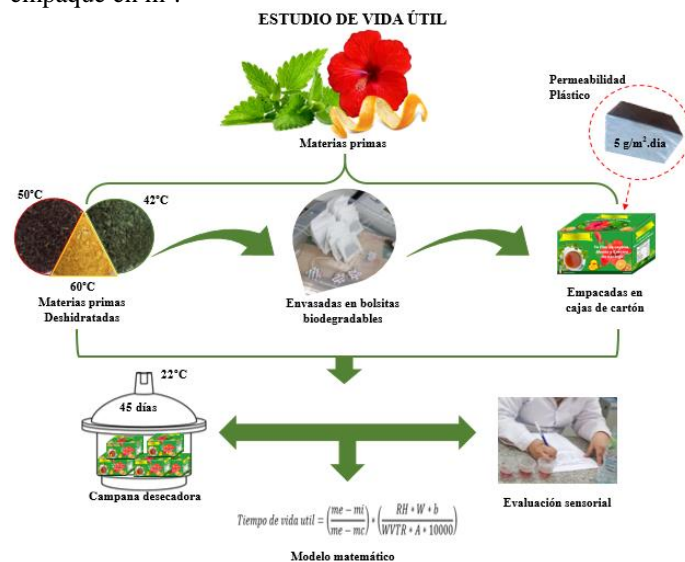 empaque en m².
ESTUDIO DE VIDA ÚTIL
Permeabilidad
Plástico
5 g/m².día
Materias primas
50°C
42°C
60°C
Materias primas
Deshidratadas
Envasadas en bolsitas
biodegradables
Empacadas en
cajas de cartón
22°C
45 días
Campana desecadora
Evaluación sensorial
Tiempo de vida util = (me − mi / me − mc) * (RH * W * b / WVTR * A * 10000)
Modelo matemático